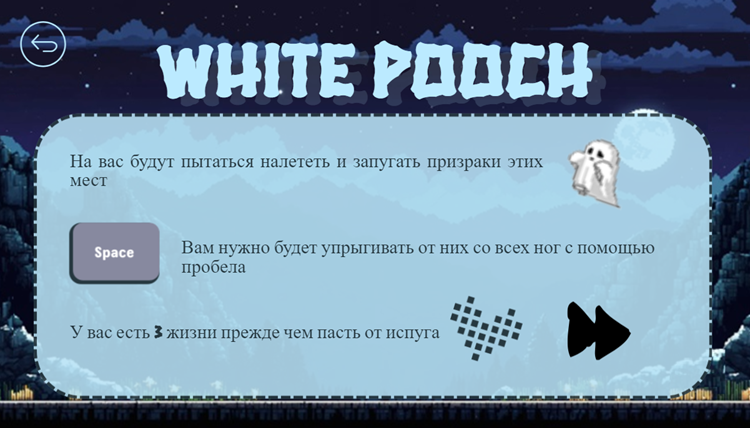 WHITE POOCH
На вас будут пытаться налететь и запугать призраки этих
мест
Space
Вам нужно будет упрыгивать от них со всех ног с помощью
пробела
У вас есть 3 жизни прежде чем пасть от испуга